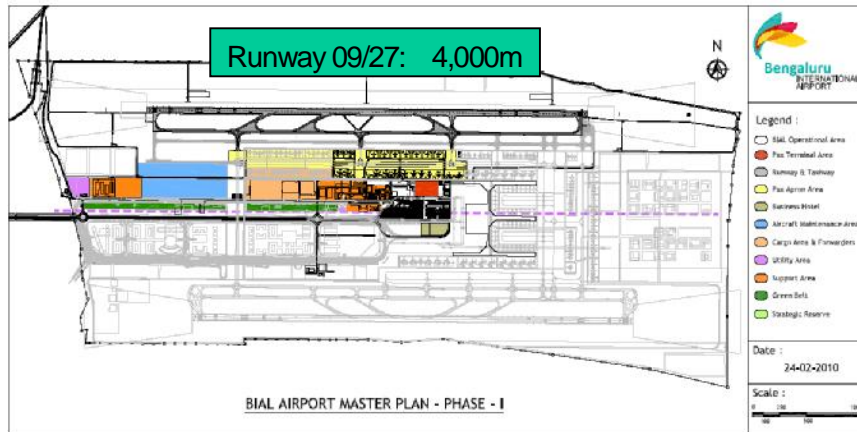 Runway 09/27: 4,000m
N
Bengaluru
INTERNATIONAL
AIRPORT
Legend :
BIAL Operational Area
Pax Terminal Area
Runway & Taxiway
Pax Apron Area
Business Hotel
Aircraft Maintenance Area
Cargo Area & Forwarders
Utility Area
Support Area
Green Belt
Strategic Reserve
Date :
24-02-2010
Scale :
BIAL AIRPORT MASTER PLAN - PHASE - I